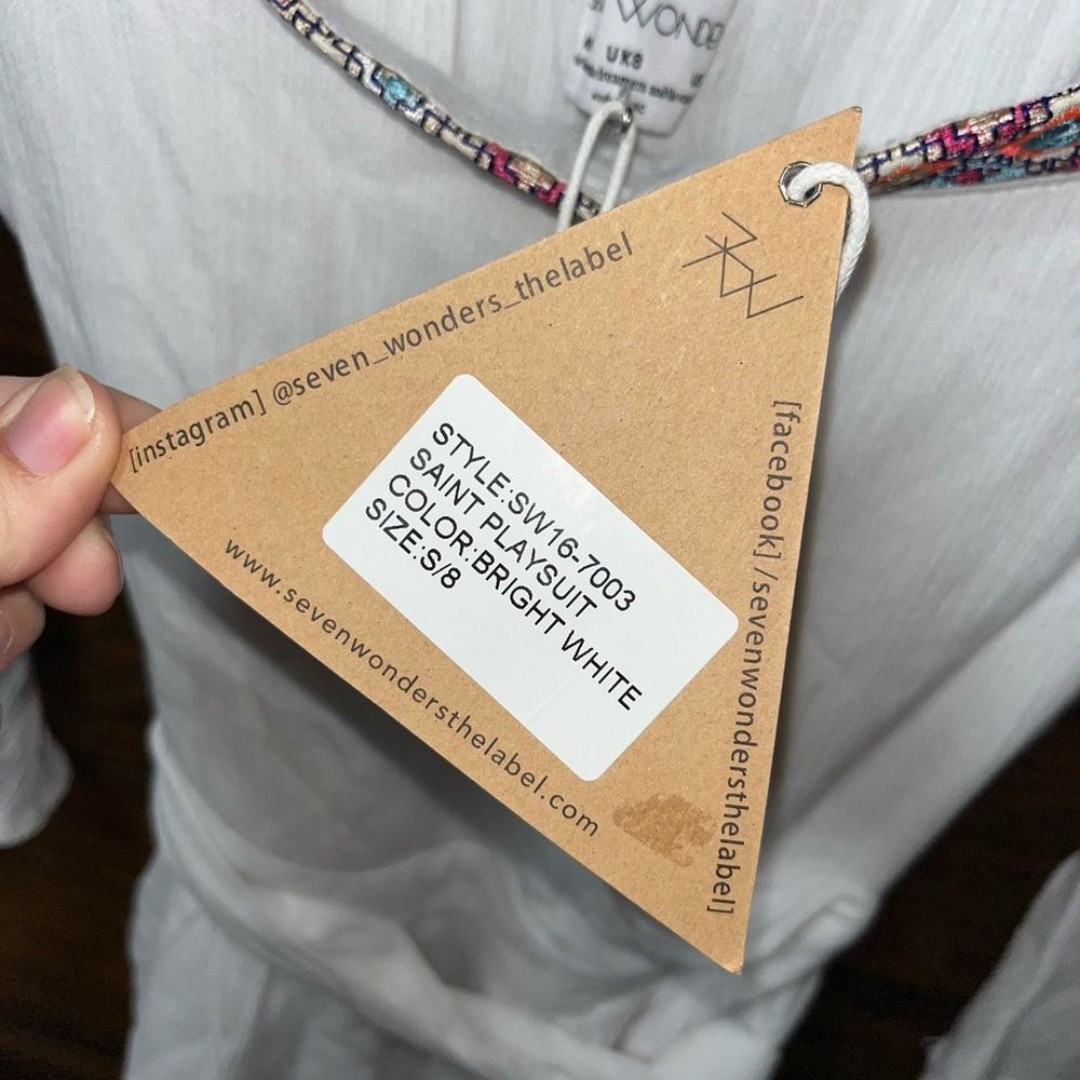 WONDE
UK8
[instagram] @seven_wonders_thelabel
STYLE:SW16-7003
SAINT PLAYSUIT
COLOR:BRIGHT WHITE
SIZE:S/8
www.sevenwondersthelabel.com
[facebook] /sevenwondersthelabel]